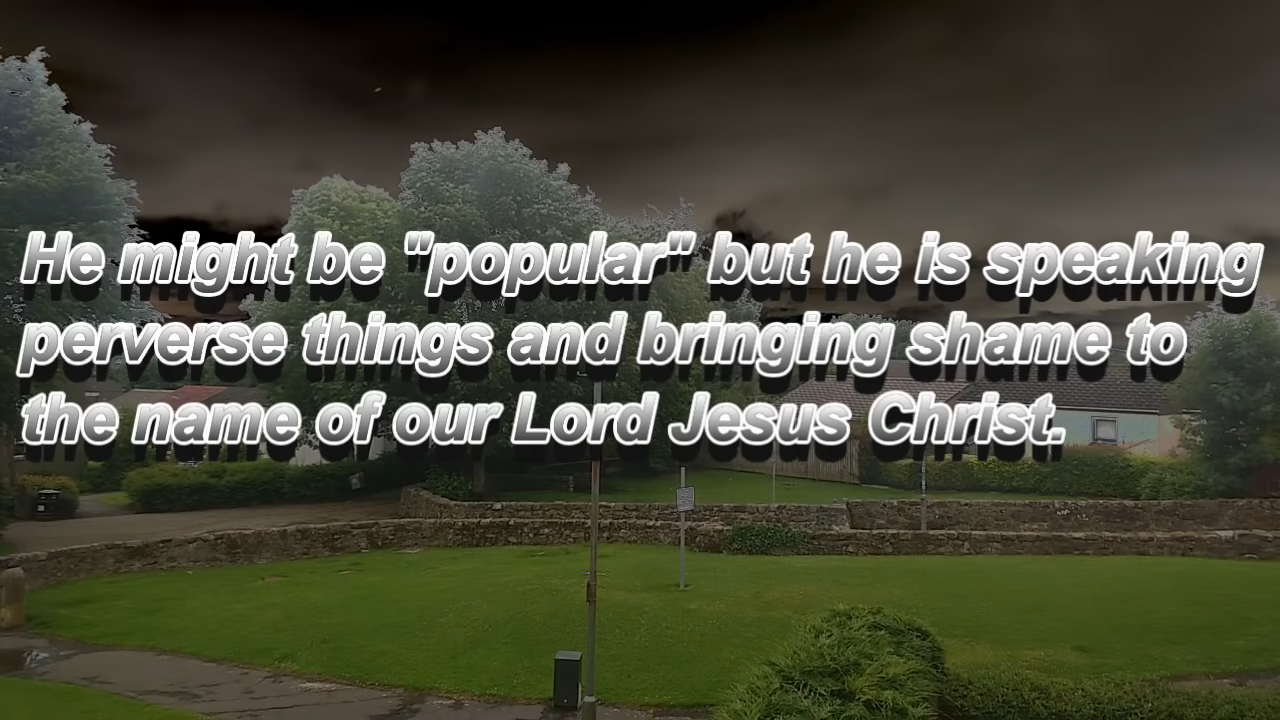 He might be "popular" but he is speaking
perverse things and bringing shame to
the name of our Lord Jesus Christ.